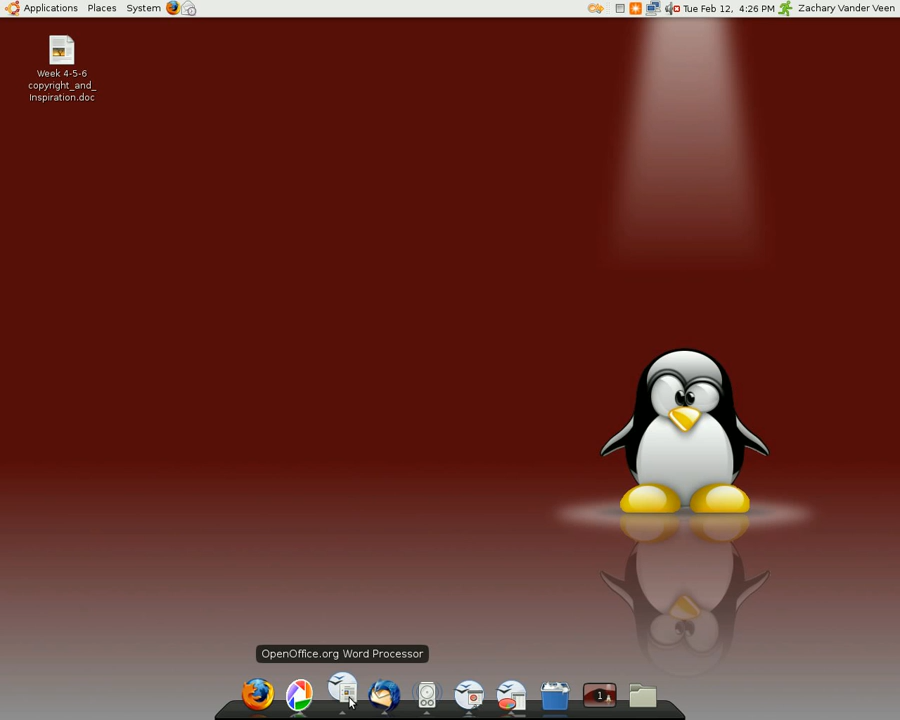 Applications Places System Tue Feb 12, 4:26 PM Zachary Vander Veen
Week 4-5-6
copyright_and_
Inspiration.doc
OpenOffice.org Word Processor
1